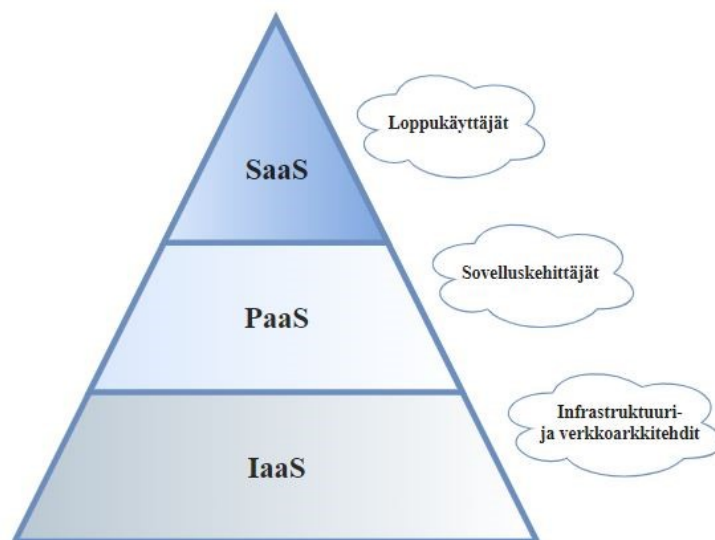 Loppukäyttäjät
SaaS
Sovelluskehittäjät
PaaS
Infrastruktuuri-
ja verkkoarkkitehdit
IaaS